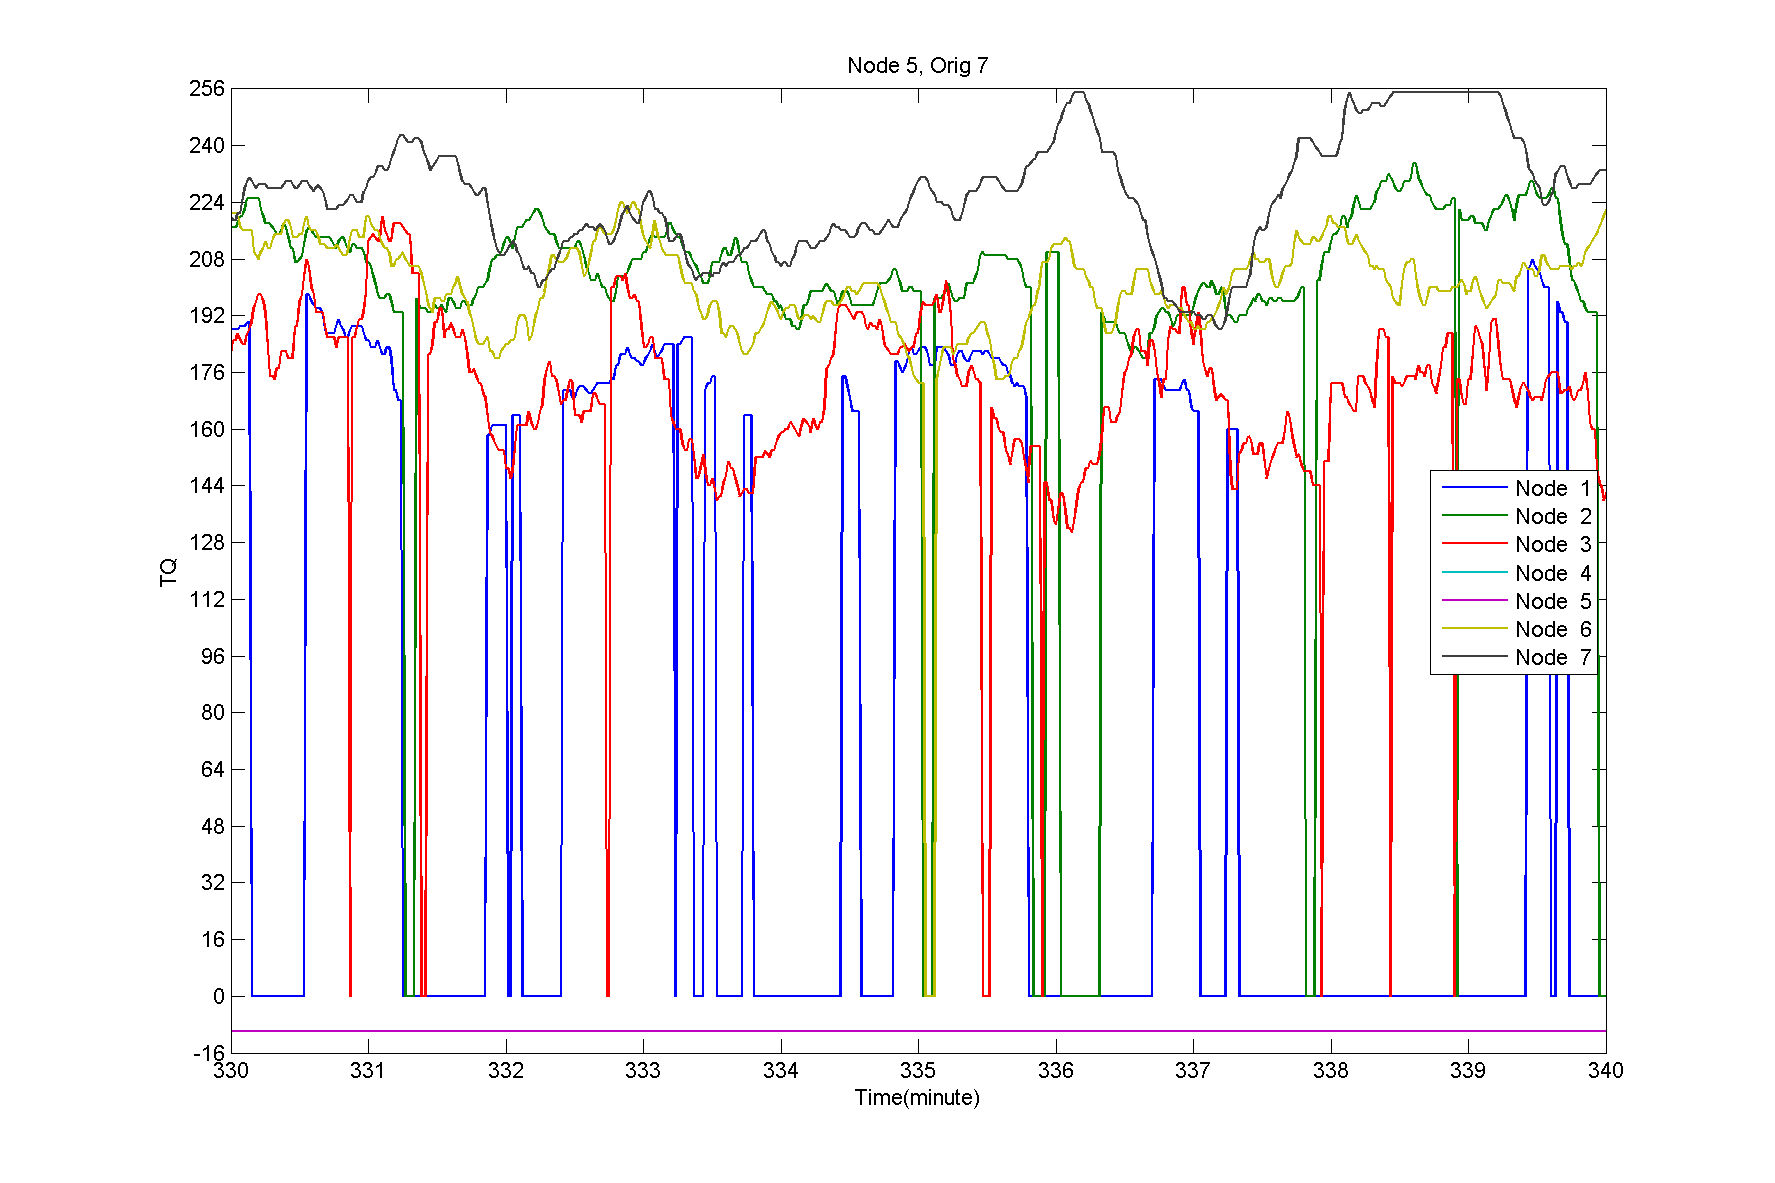 Node 5, Orig 7
256
240
224
208
192
176
160
144
128
112
96
80
64
48
32
16
0
-16
TQ
330 331 332 333 334 335 336 337 338 339 340
Time(minute)
Node 1
Node 2
Node 3
Node 4
Node 5
Node 6
Node 7